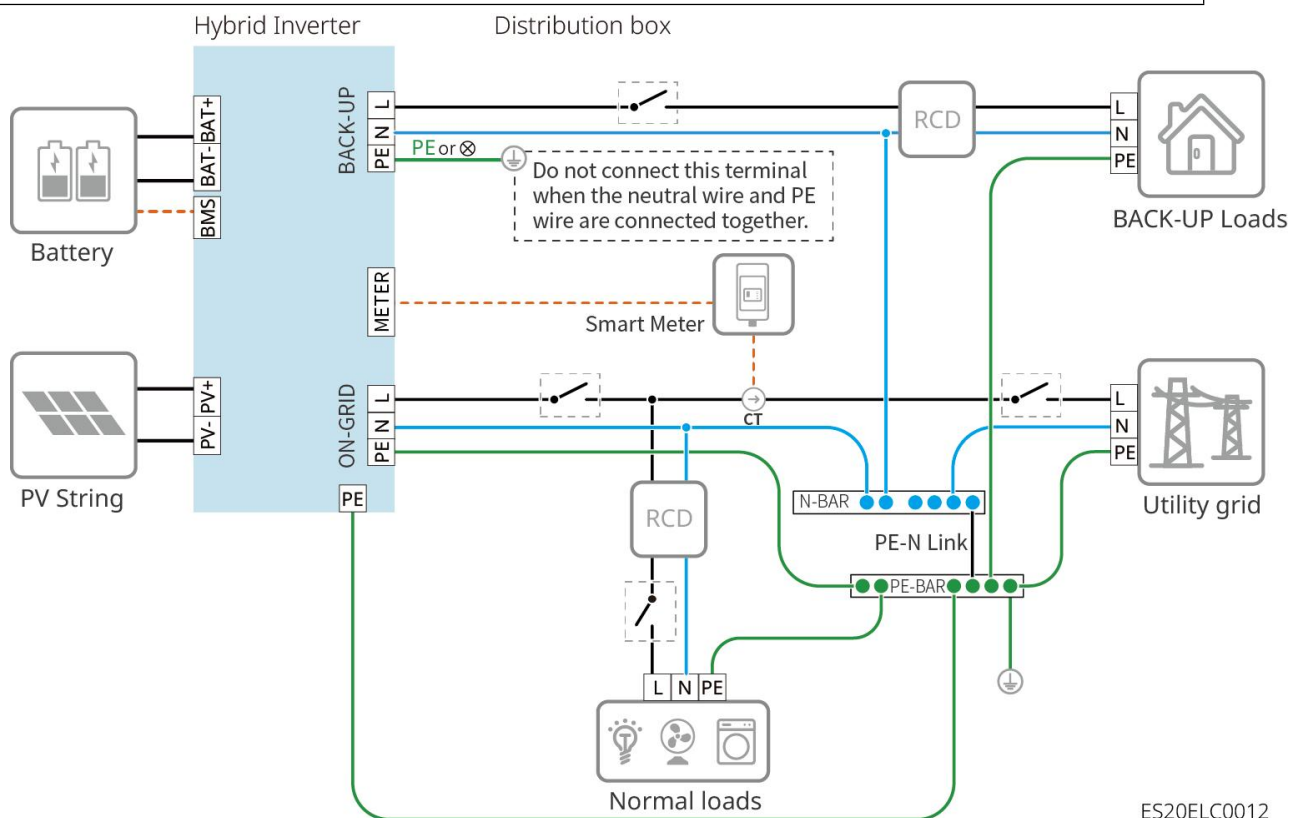 Hybrid Inverter
Distribution box
BAT+
BAT-
BMS
Battery
BACK-UP
L
N
PE
PE or ⊗
Do not connect this terminal
when the neutral wire and PE
wire are connected together.
RCD
L
N
PE
BACK-UP Loads
METER
Smart Meter
PV+
PV-
PV String
ON-GRID
L
N
PE
CT
L
N
PE
Utility grid
PE
RCD
N-BAR
PE-N Link
PE-BAR
L
N
PE
Normal loads
ES20ELC0012